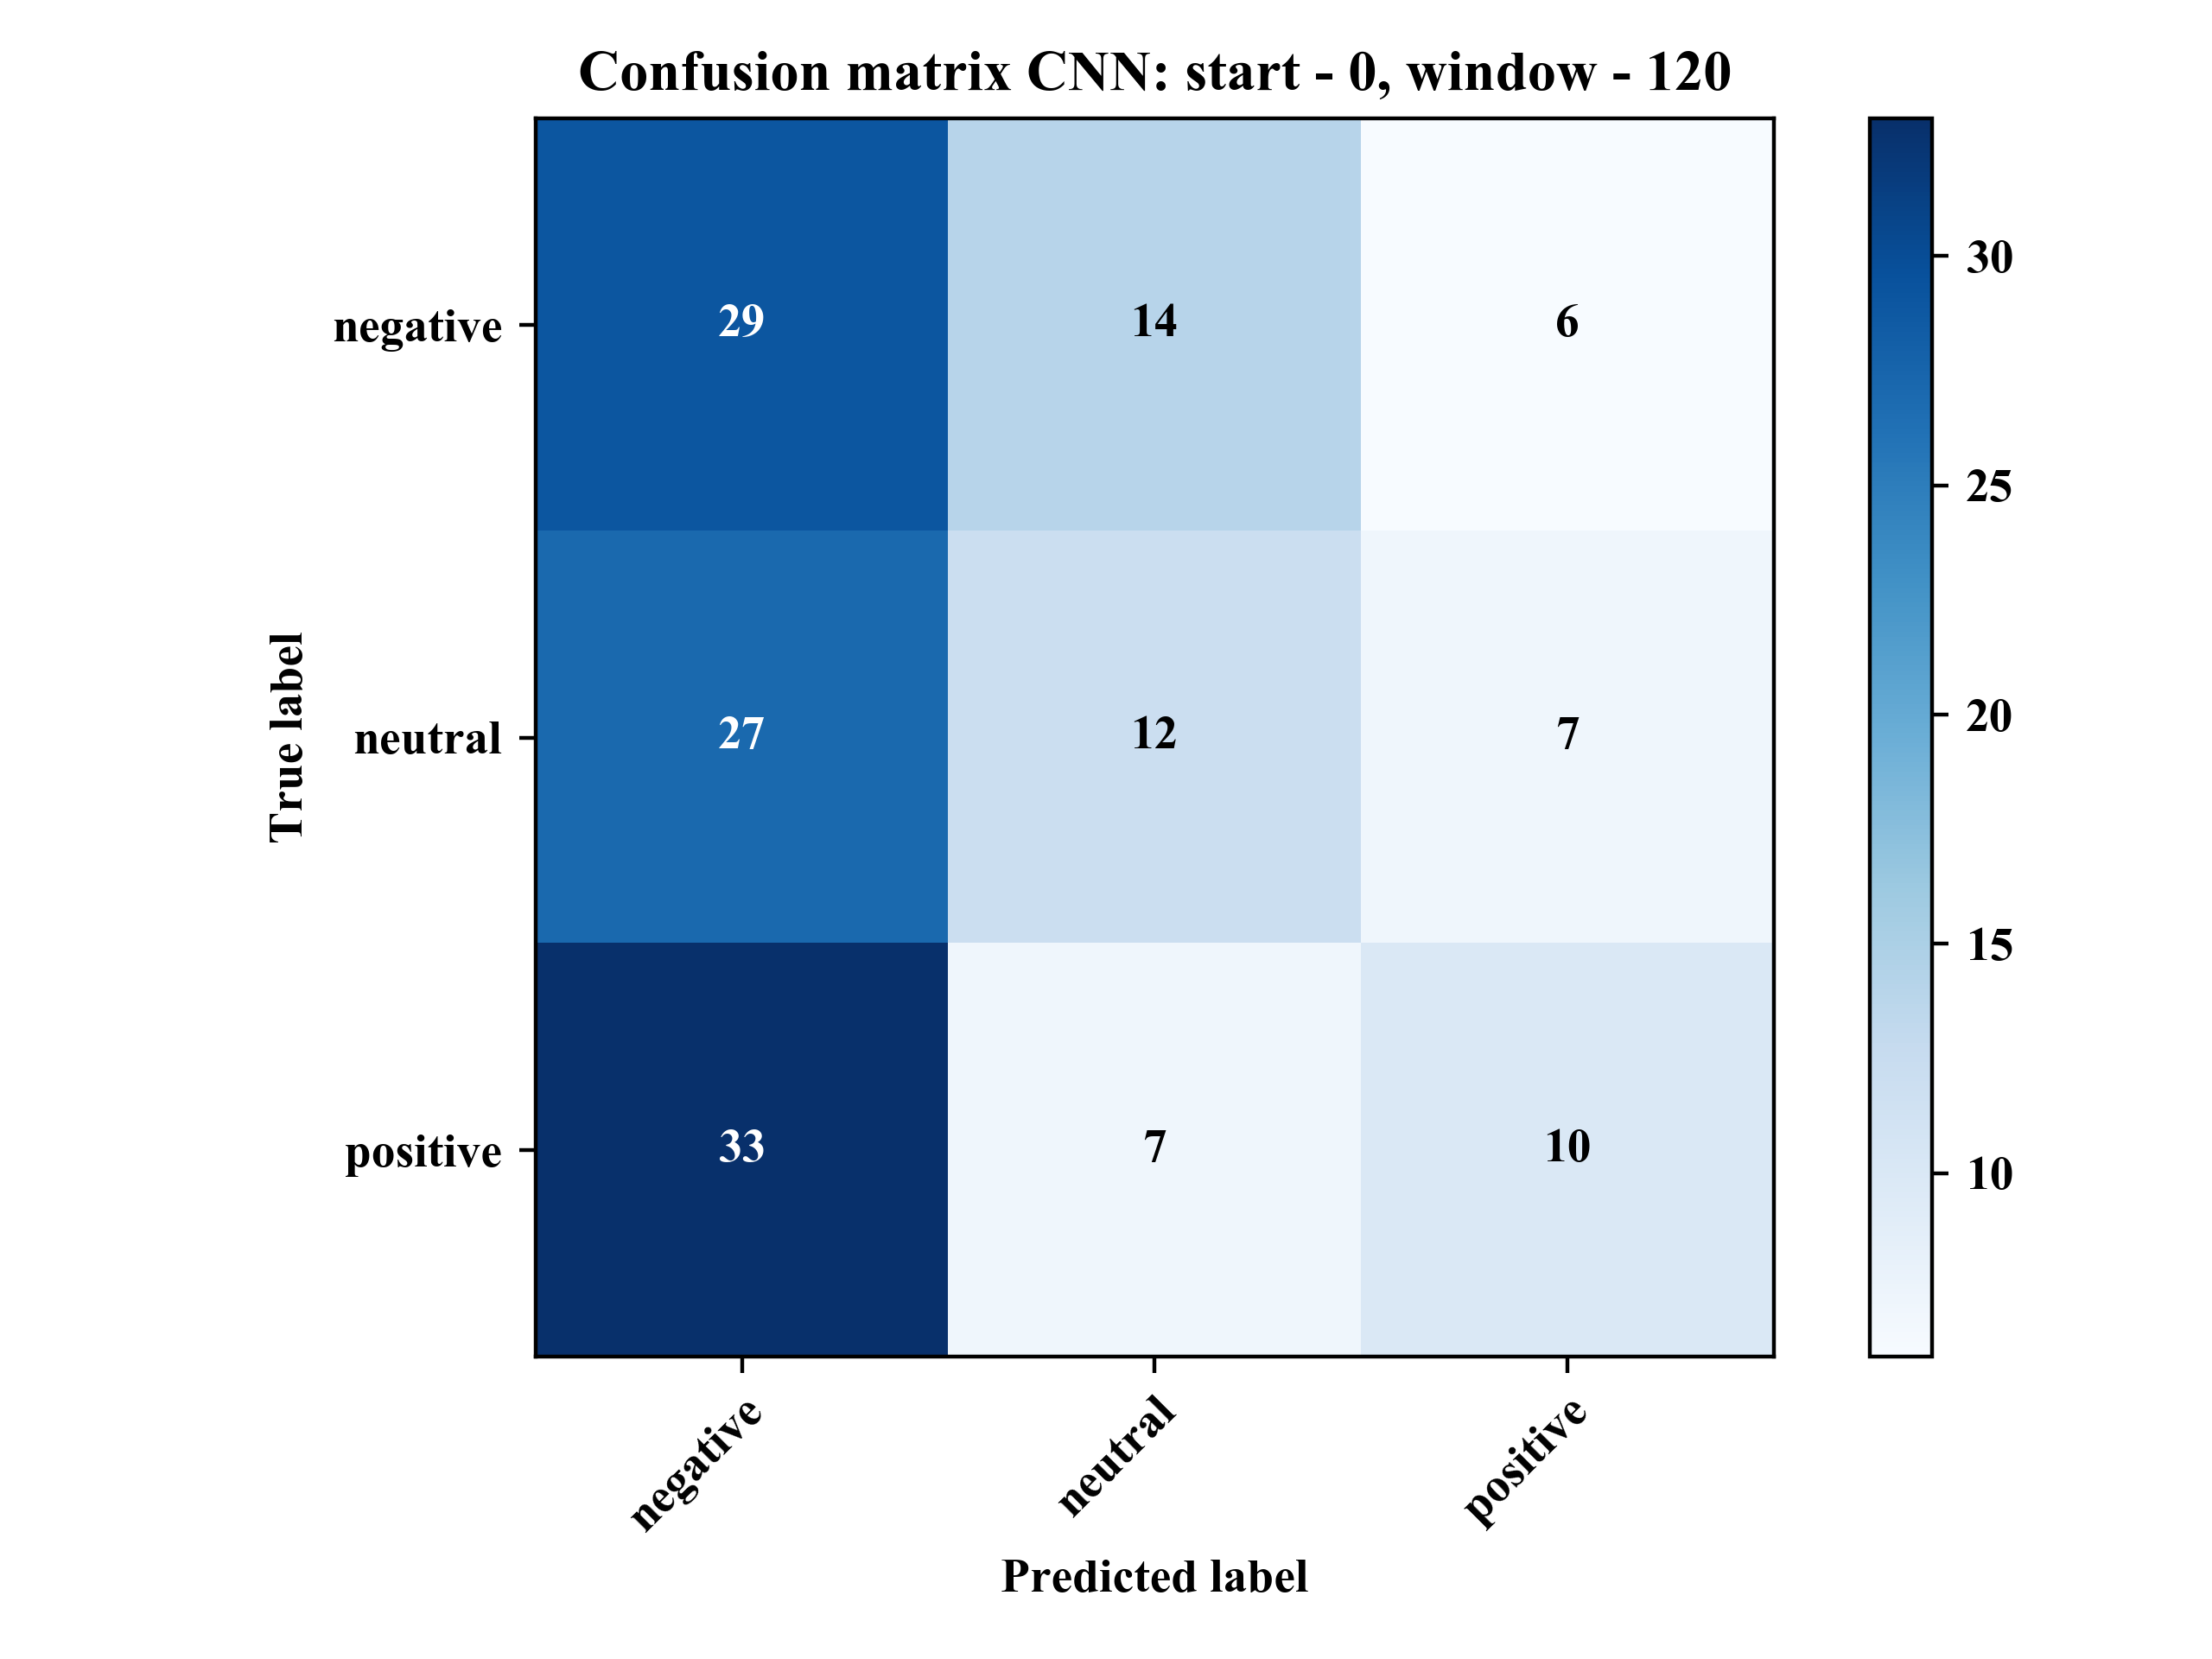 Confusion matrix CNN: start - 0, window - 120
True label
negative
29
14
6
neutral
27
12
7
positive
33
7
10
negative
neutral
positive
Predicted label
30
25
20
15
10